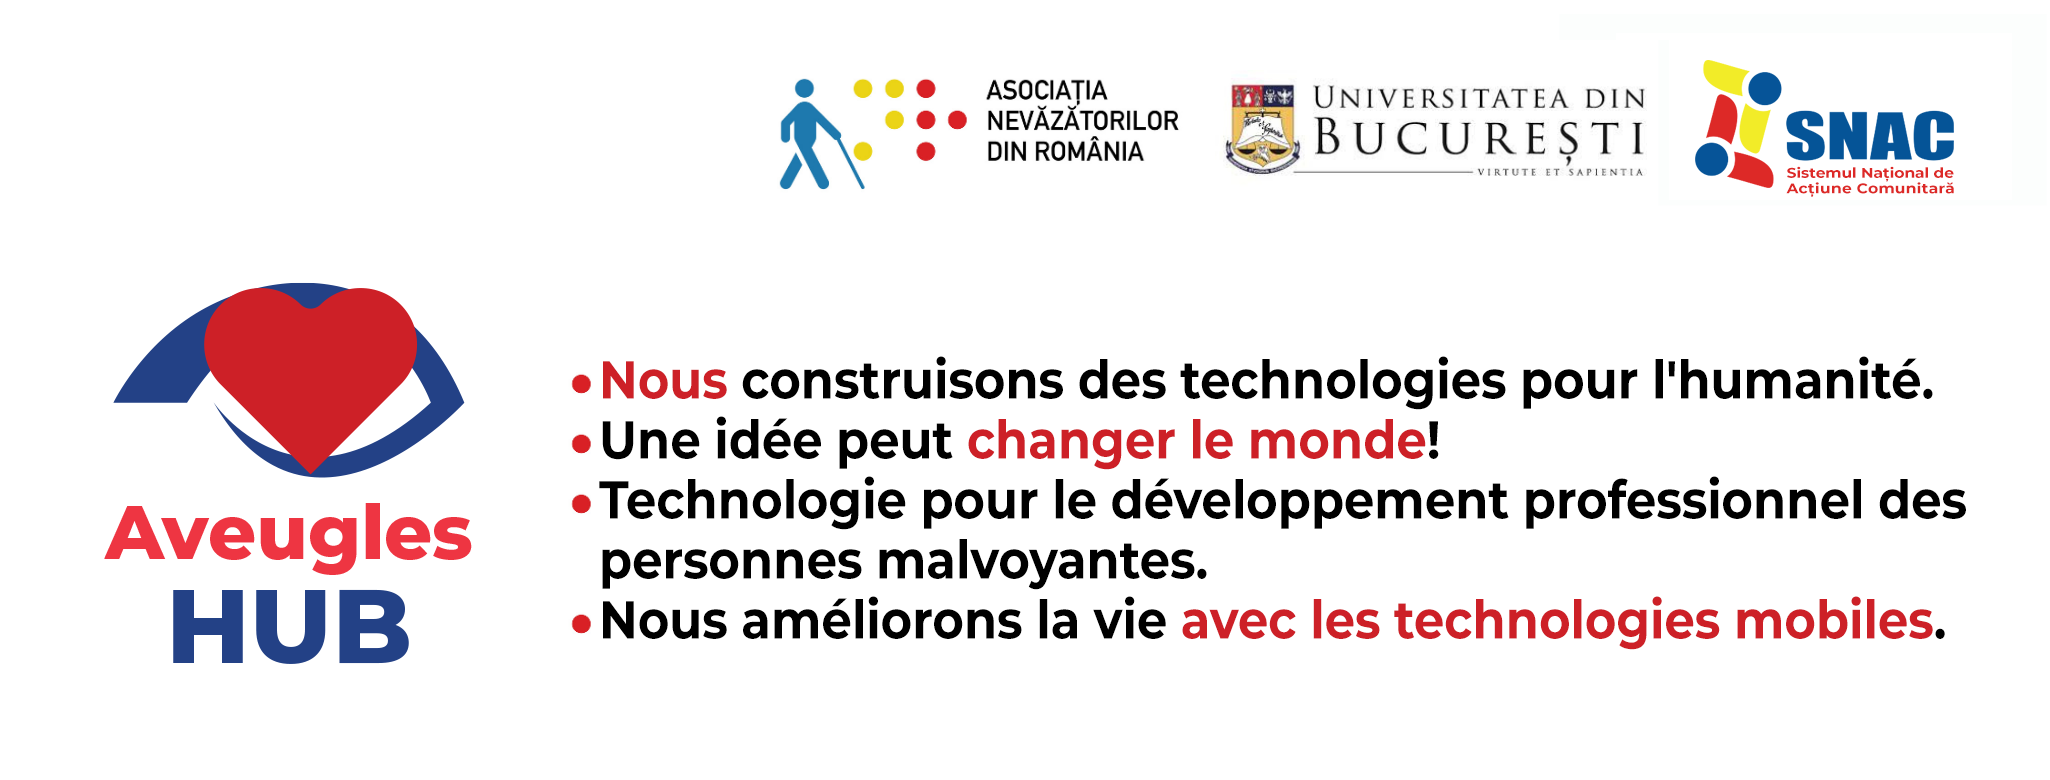 ASOCIAȚIA
NEVĂZĂTORILOR
DIN ROMÂNIA
UNIVERSITATEA DIN
BUCUREȘTI
VIRTUTE ET SAPIENTIA
SNAC
Sistemul Național de
Acțiune Comunitară
Aveugles
HUB
•Nous construisons des technologies pour l'humanité.
•Une idée peut changer le monde!
•Technologie pour le développement professionnel des
personnes malvoyantes.
•Nous améliorons la vie avec les technologies mobiles.